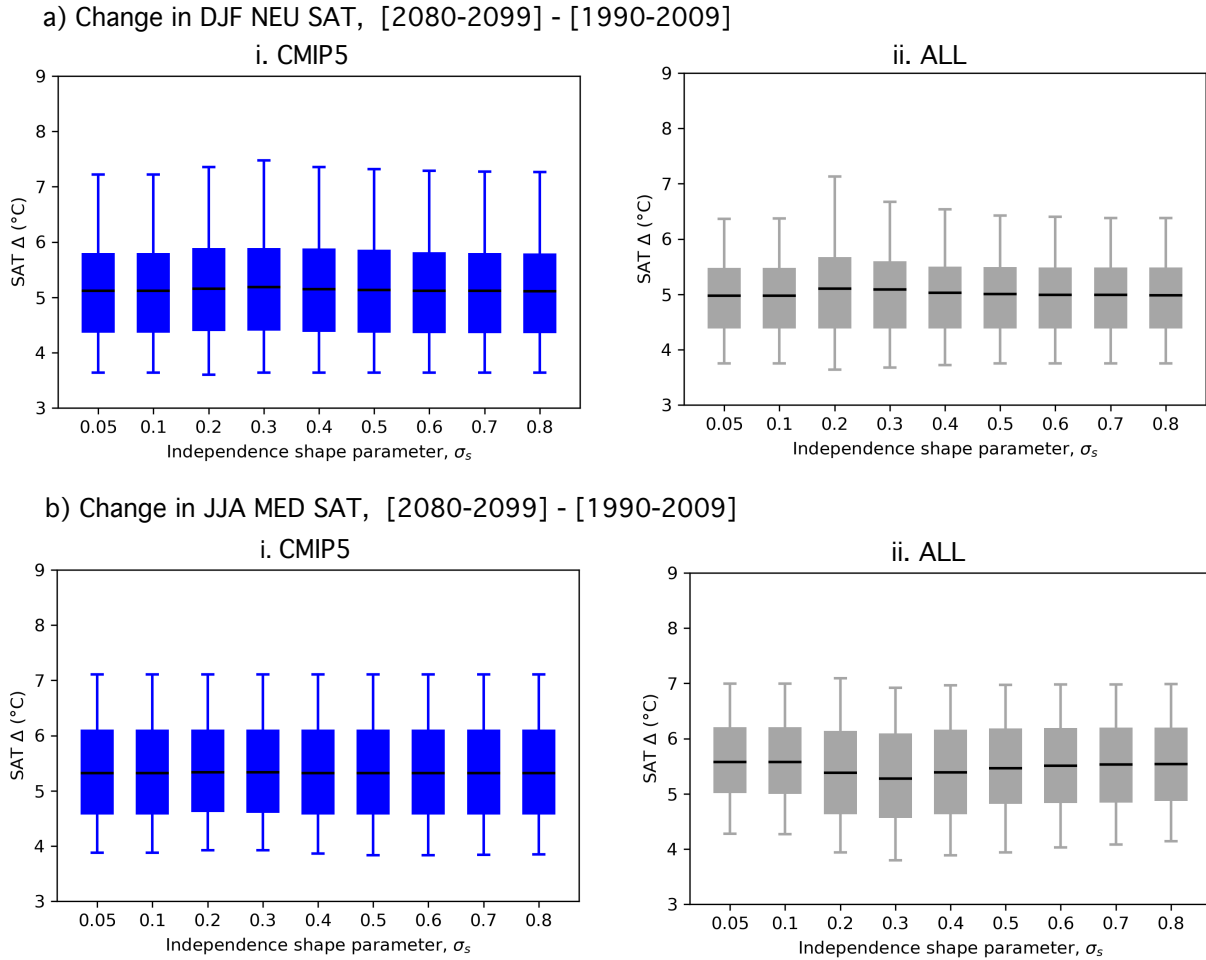 a) Change in DJF NEU SAT, [2080-2099] - [1990-2009]
i. CMIP5
ii. ALL
9
8
7
6
5
4
3
SAT Δ (°C)
0.05 0.1 0.2 0.3 0.4 0.5 0.6 0.7 0.8
Independence shape parameter, σs
9
8
7
6
5
4
3
SAT Δ (°C)
0.05 0.1 0.2 0.3 0.4 0.5 0.6 0.7 0.8
Independence shape parameter, σs
b) Change in JJA MED SAT, [2080-2099] - [1990-2009]
i. CMIP5
ii. ALL
9
8
7
6
5
4
3
SAT Δ (°C)
0.05 0.1 0.2 0.3 0.4 0.5 0.6 0.7 0.8
Independence shape parameter, σs
9
8
7
6
5
4
3
SAT Δ (°C)
0.05 0.1 0.2 0.3 0.4 0.5 0.6 0.7 0.8
Independence shape parameter, σs